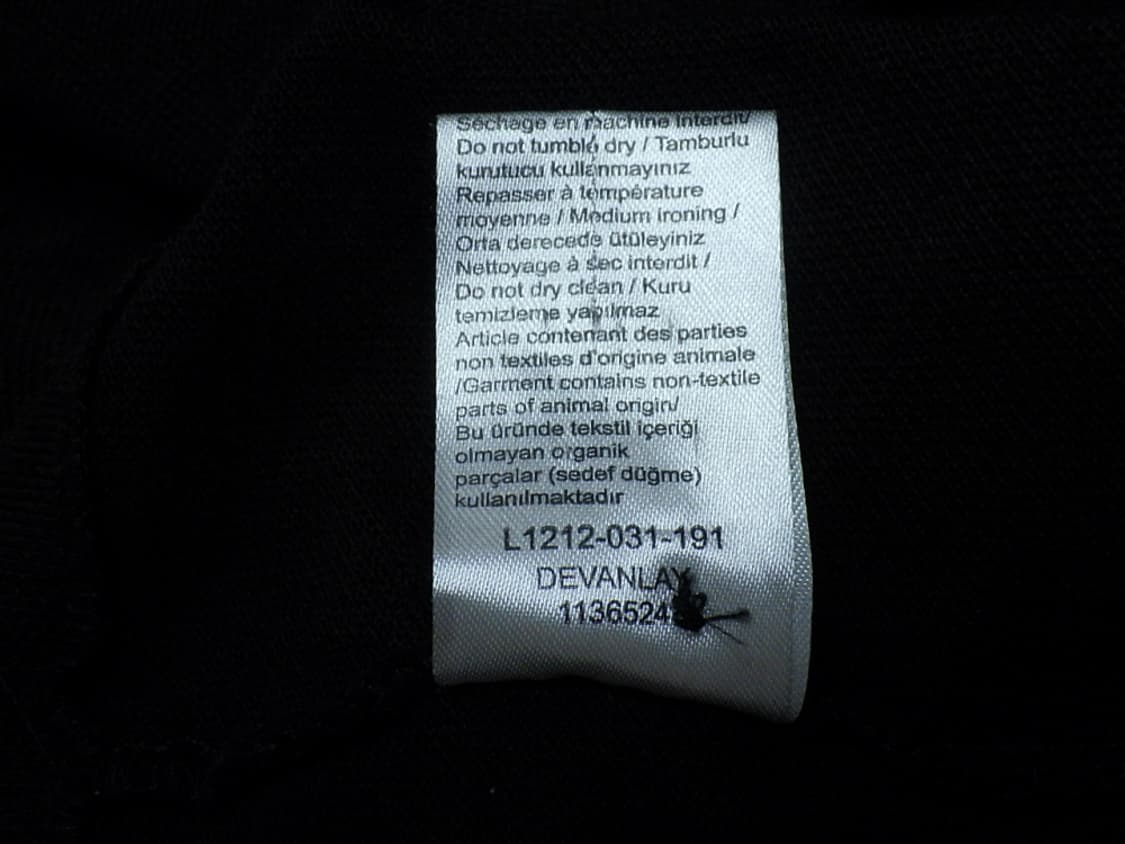 Séchage en machine interdit/
Do not tumble dry / Tamburlu
kurutucu kullanmayınız
Repasser à température
moyenne / Medium ironing /
Orta derecede ütüleyiniz
Nettoyage à sec interdit /
Do not dry clean / Kuru
temizleme yapılmaz
Article contenant des parties
non textiles d'origine animale
/Garment contains non-textile
parts of animal origin/
Bu üründe tekstil içeriği
olmayan organik
parçalar (sedef düğme)
kullanılmaktadır
L1212-031-191
DEVANLAY